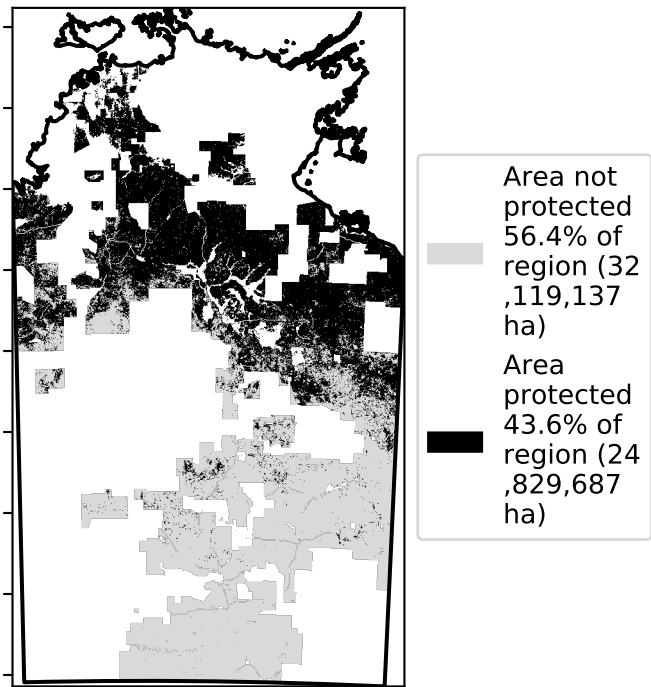 Area not
protected
56.4% of
region (32
,119,137
ha)
Area
protected
43.6% of
region (24
,829,687
ha)